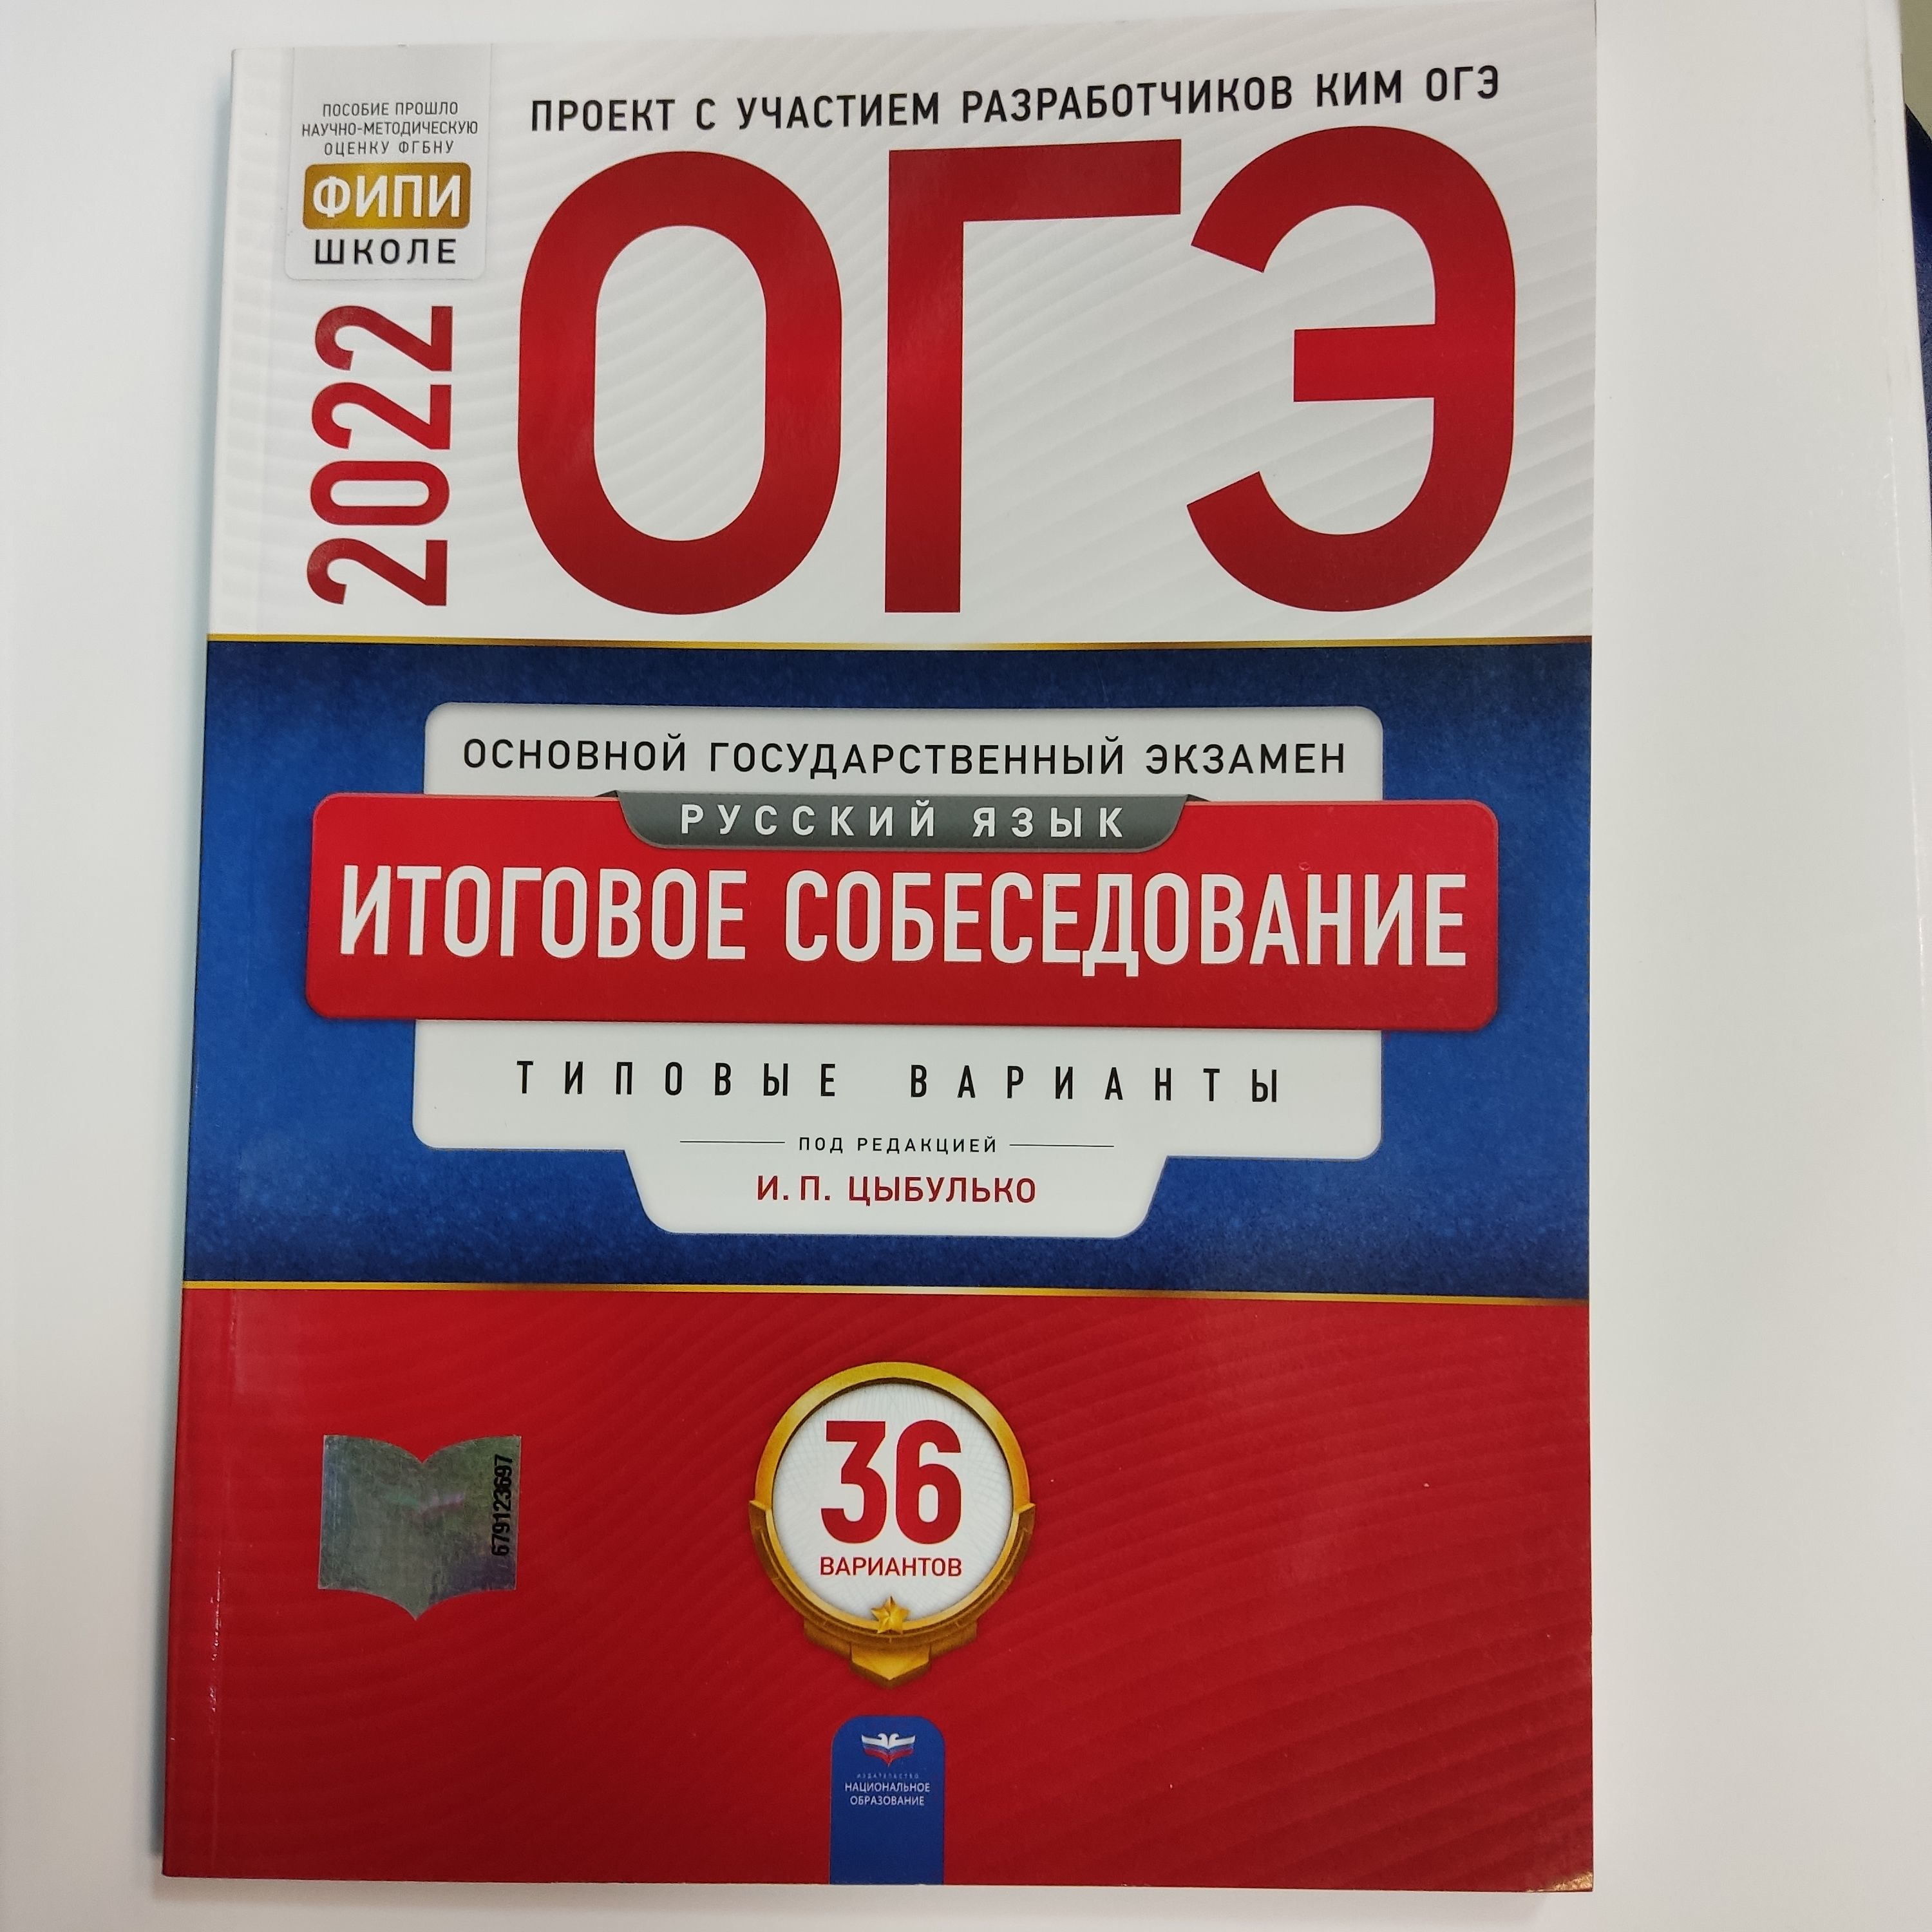 ПОСОБИЕ ПРОШЛО
НАУЧНО-МЕТОДИЧЕСКУЮ
ОЦЕНКУ ФГБНУ
ФИПИ
ШКОЛЕ
ПРОЕКТ С УЧАСТИЕМ РАЗРАБОТЧИКОВ КИМ ОГЭ
2022
ОГЭ
ОСНОВНОЙ ГОСУДАРСТВЕННЫЙ ЭКЗАМЕН
РУССКИЙ ЯЗЫК
ИТОГОВОЕ СОБЕСЕДОВАНИЕ
ТИПОВЫЕ ВАРИАНТЫ
ПОД РЕДАКЦИЕЙ
И. П. ЦЫБУЛЬКО
679123697
36
ВАРИАНТОВ
ИЗДАТЕЛЬСТВО
НАЦИОНАЛЬНОЕ
ОБРАЗОВАНИЕ